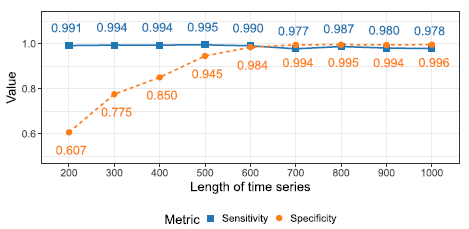 0.991 0.994 0.994 0.995 0.990 0.977 0.987 0.980 0.978
1.0
0.945 0.984 0.994 0.995 0.994 0.996
Value
0.8
0.775 0.850
0.6
0.607
200 300 400 500 600 700 800 900 1000
Length of time series
Metric Sensitivity Specificity